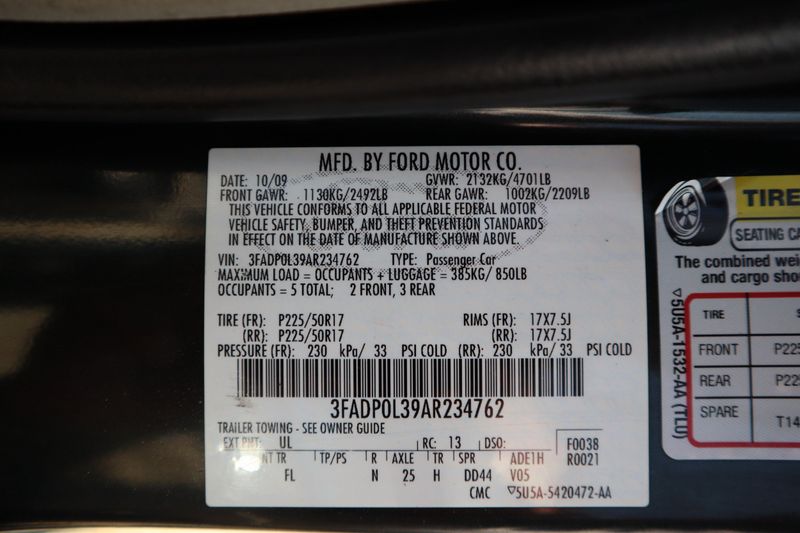 MFD. BY FORD MOTOR CO.
DATE: 10/09 GVWR: 2132KG/4701LB
FRONT GAWR: 1130KG/2492LB REAR GAWR: 1002KG/2209LB
THIS VEHICLE CONFORMS TO ALL APPLICABLE FEDERAL MOTOR
VEHICLE SAFETY, BUMPER, AND THEFT PREVENTION STANDARDS
IN EFFECT ON THE DATE OF MANUFACTURE SHOWN ABOVE.
VIN: 3FADP0L39AR234762 TYPE: Passenger Car
MAXIMUM LOAD = OCCUPANTS + LUGGAGE = 385KG/ 850LB
OCCUPANTS = 5 TOTAL; 2 FRONT, 3 REAR
TIRE (FR): P225/50R17 RIMS (FR): 17X7.5J
(RR): P225/50R17 (RR): 17X7.5J
PRESSURE (FR): 230 kPa/ 33 PSI COLD (RR): 230 kPa/ 33 PSI COLD
3FADP0L39AR234762
TRAILER TOWING - SEE OWNER GUIDE
EXT PNT: UL RC: 13 DSO: F0038
R0021
INT TR TP/PS R AXLE TR SPR ADE1H
FL N 25 H DD44 V05
CMC ▽5U5A-5420472-AA
TIRE
SEATING CA
The combined wei
and cargo sho
TIRE S
FRONT P225
REAR P225
SPARE T14
▽5U5A-1532-AA (TLU)